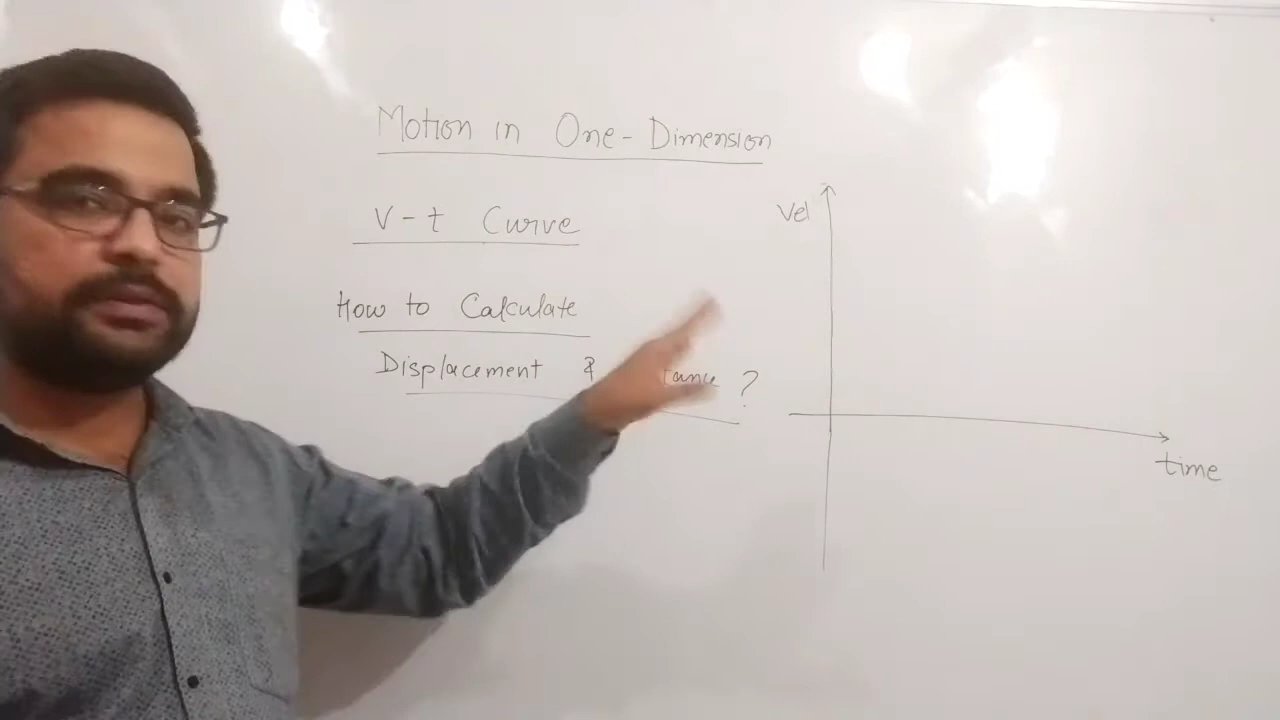 Motion in One-Dimension
V-t Curve
How to Calculate
Displacement & ?
Vel
time